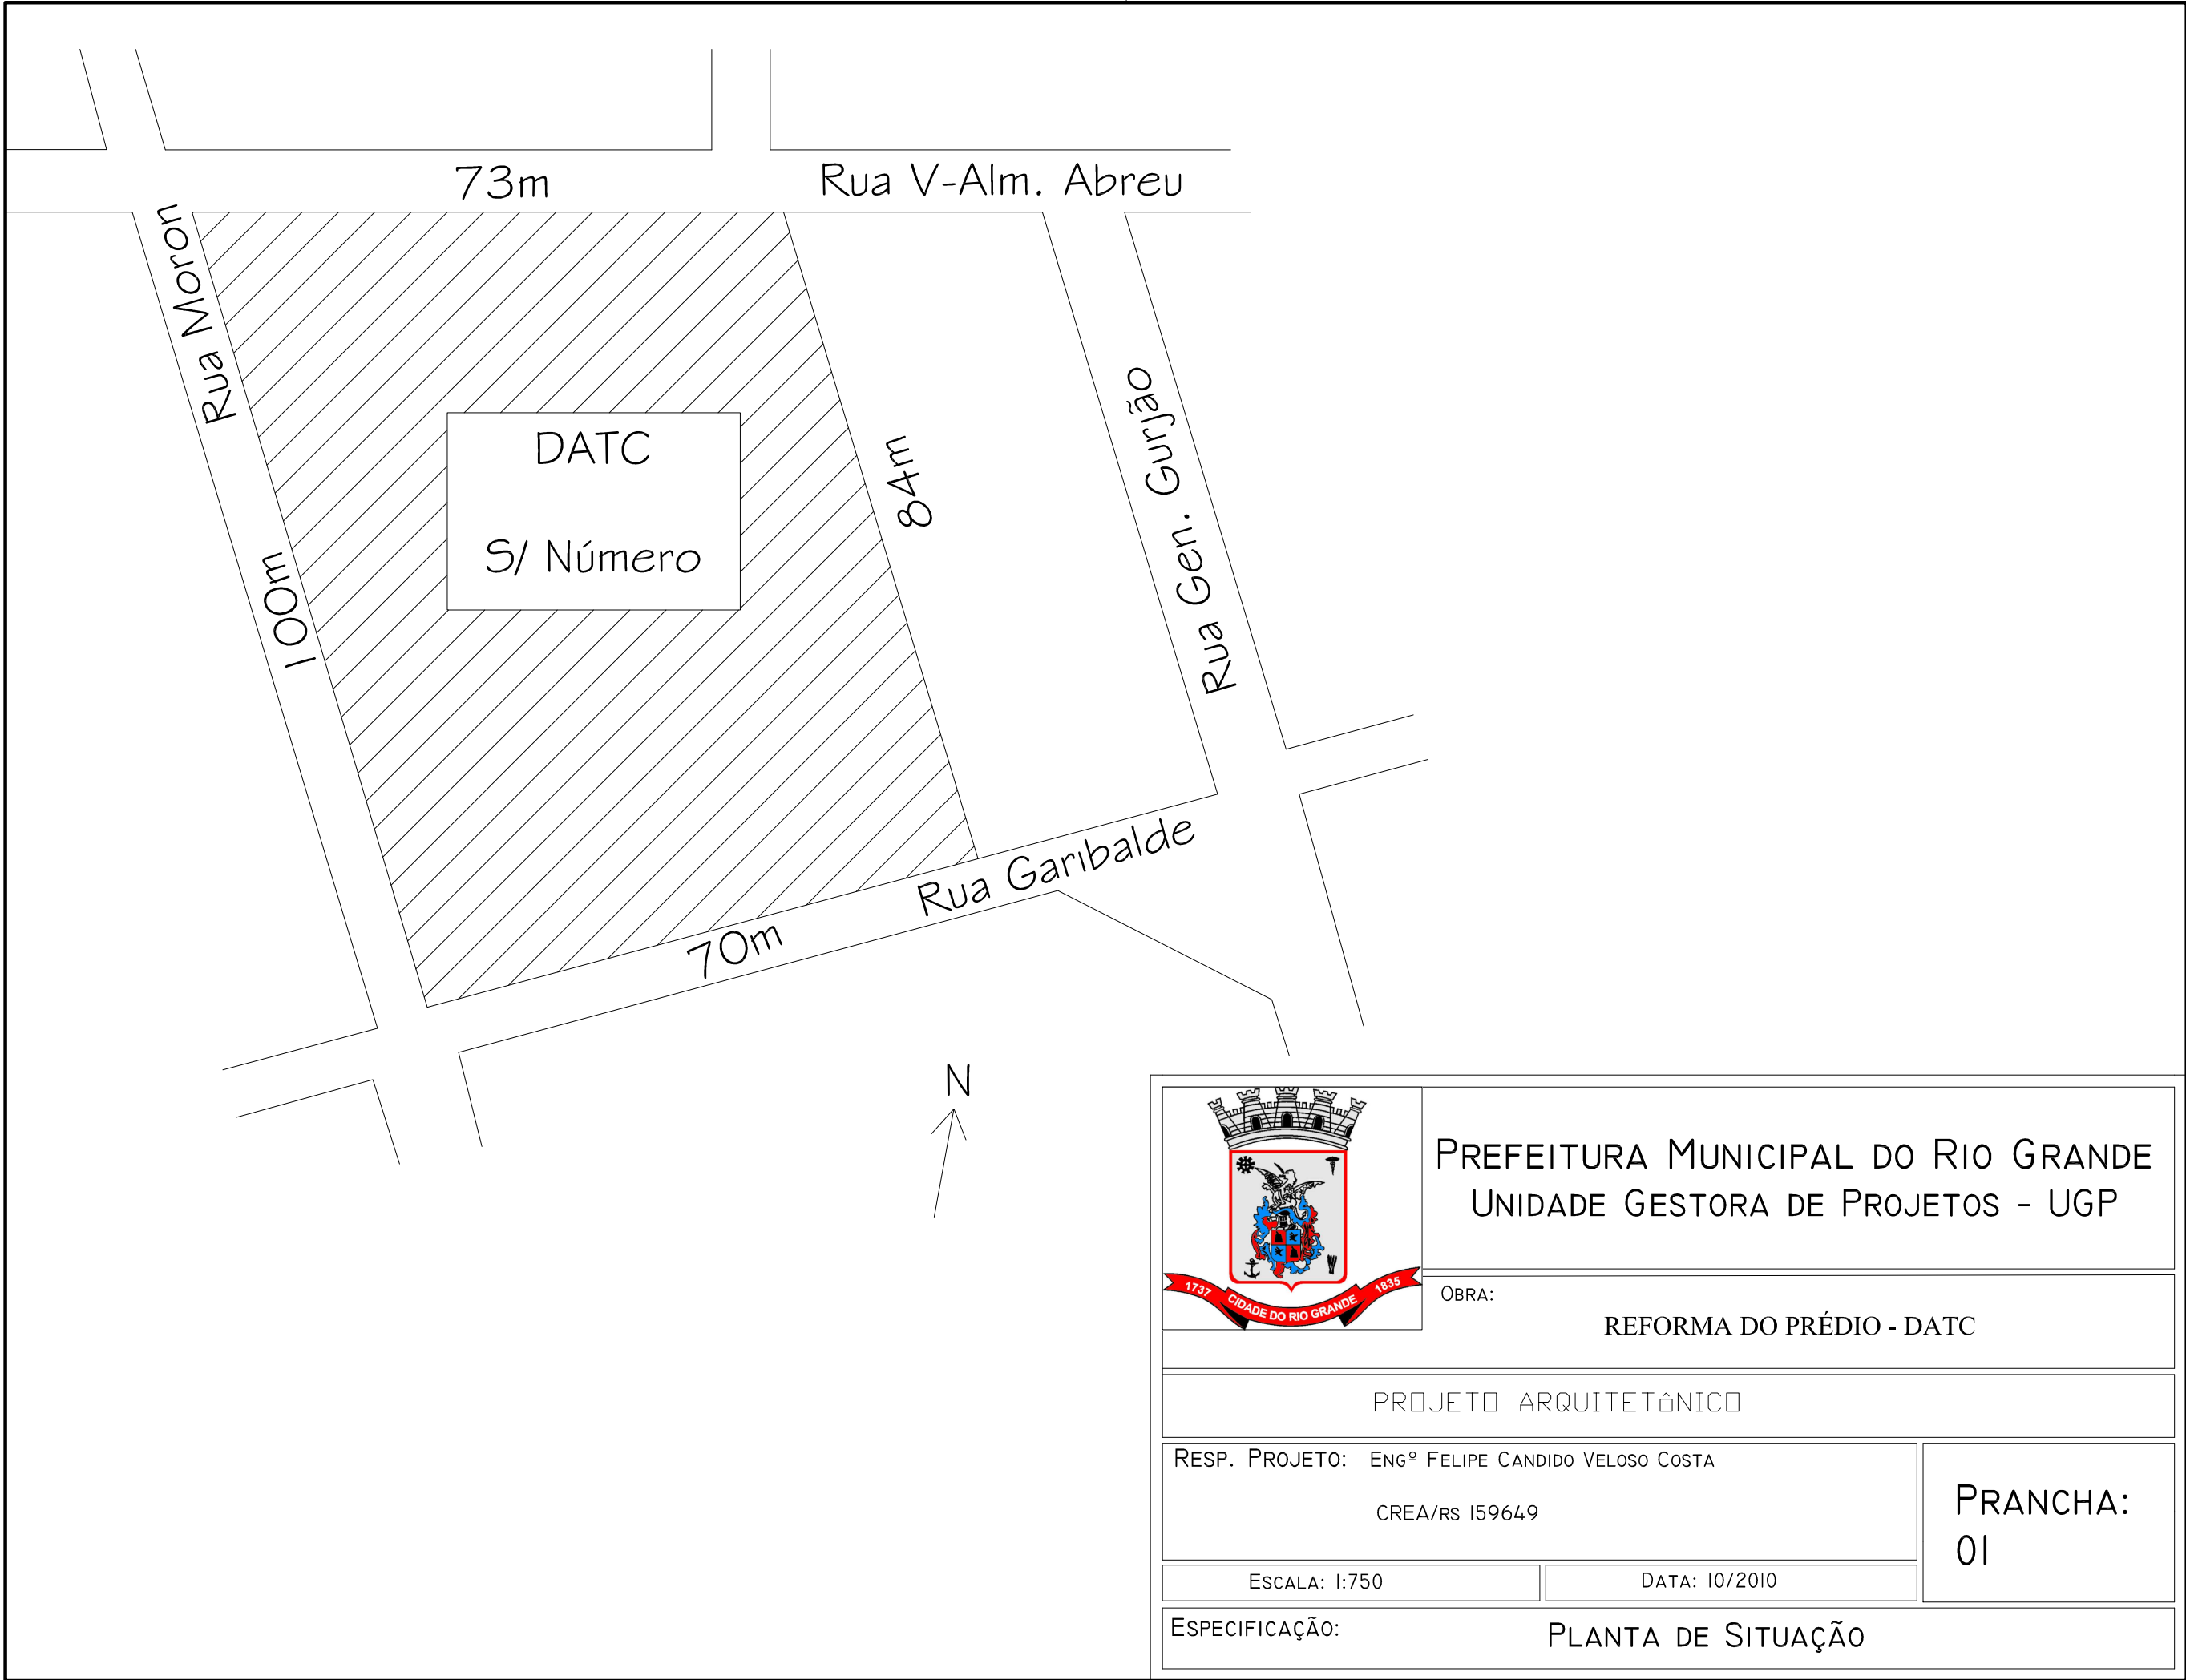 73m
Rua V-Alm. Abreu
Rua Moron
DATC
S/ Número
84m
Rua Gen. Gurjão
100m
Rua Garibalde
70m
N
PREFEITURA MUNICIPAL DO RIO GRANDE
UNIDADE GESTORA DE PROJETOS - UGP
1737 CIDADE DO RIO GRANDE 1835
OBRA:
REFORMA DO PRÉDIO - DATC
PROJETO ARQUITETôNICO
RESP. PROJETO: ENGº FELIPE CANDIDO VELOSO COSTA
CREA/RS 159649
PRANCHA:
01
ESCALA: 1:750
DATA: 10/2010
ESPECIFICAÇÃO: PLANTA DE SITUAÇÃO